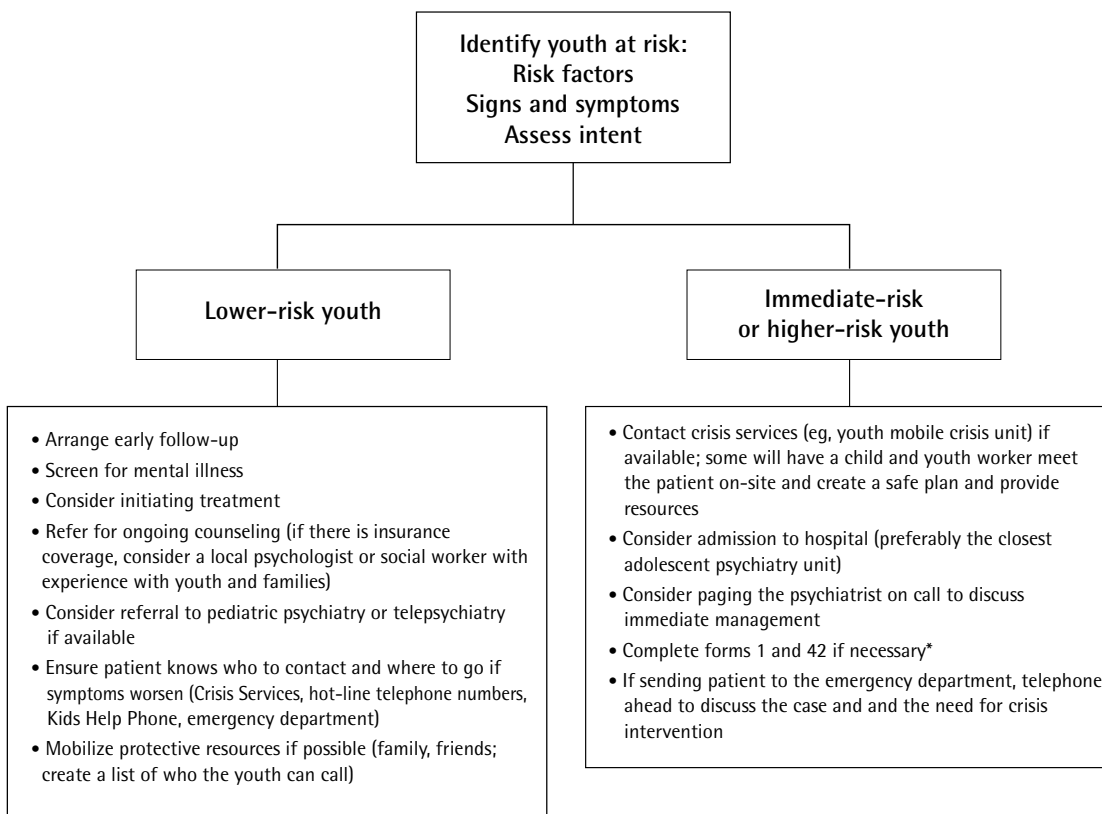 Identify youth at risk:
Risk factors
Signs and symptoms
Assess intent
Lower-risk youth
Immediate-risk
or higher-risk youth
• Arrange early follow-up
• Screen for mental illness
• Consider initiating treatment
• Refer for ongoing counseling (if there is insurance
coverage, consider a local psychologist or social worker with
experience with youth and families)
• Consider referral to pediatric psychiatry or telepsychiatry
if available
• Ensure patient knows who to contact and where to go if
symptoms worsen (Crisis Services, hot-line telephone numbers,
Kids Help Phone, emergency department)
• Mobilize protective resources if possible (family, friends;
create a list of who the youth can call)
• Contact crisis services (eg, youth mobile crisis unit) if
available; some will have a child and youth worker meet
the patient on-site and create a safe plan and provide
resources
• Consider admission to hospital (preferably the closest
adolescent psychiatry unit)
• Consider paging the psychiatrist on call to discuss
immediate management
• Complete forms 1 and 42 if necessary*
• If sending patient to the emergency department, telephone
ahead to discuss the case and and the need for crisis
intervention